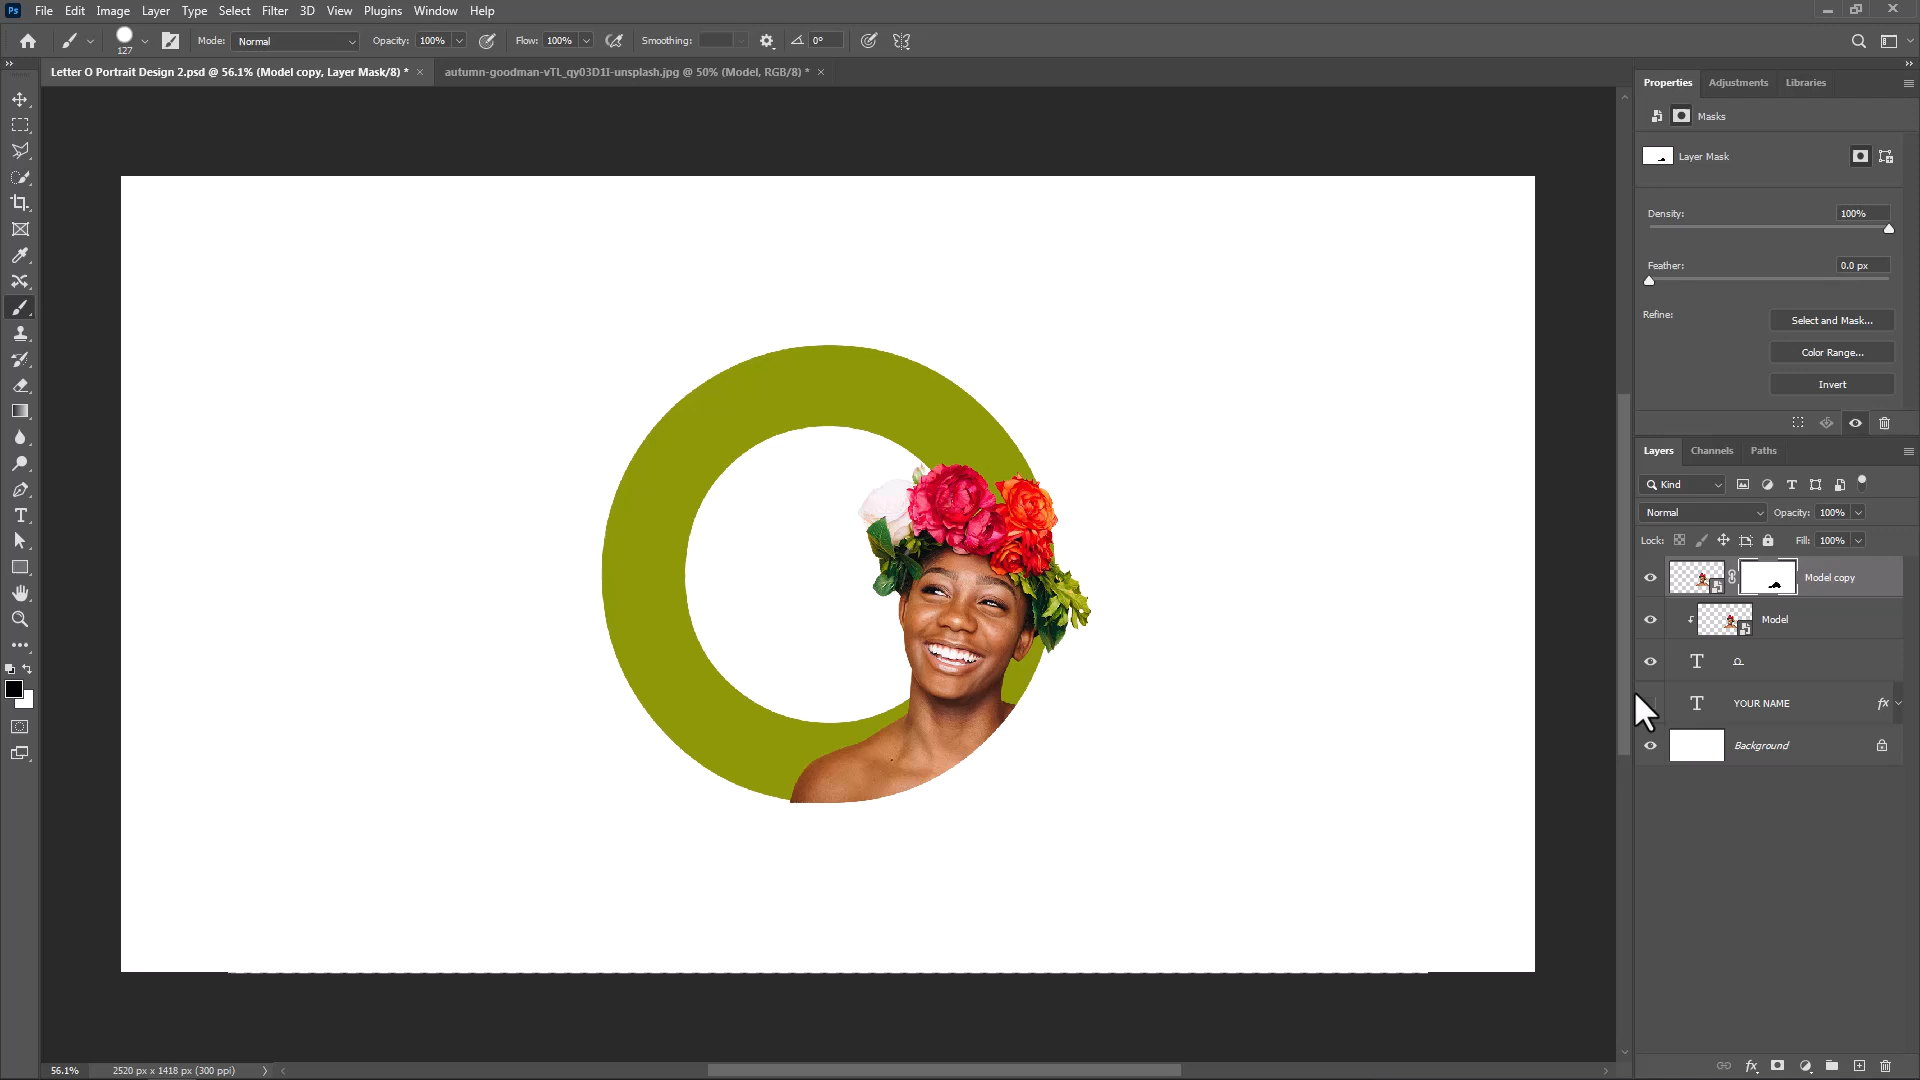 Ps File Edit Image Layer Type Select Filter 3D View Plugins Window Help
127 Mode: Normal Opacity: 100% Flow: 100% Smoothing: 0°
Letter O Portrait Design 2.psd @ 56.1% (Model copy, Layer Mask/8) * × autumn-goodman-vTL_qy03D1I-unsplash.jpg @ 50% (Model, RGB/8) * ×
Properties Adjustments Libraries
Masks
Layer Mask
Density: 100%
Feather: 0.0 px
Refine: Select and Mask...
Color Range...
Invert
Layers Channels Paths
Kind
Normal Opacity: 100%
Lock: Fill: 100%
Model copy
Model
YOUR NAME fx
Background
56.1% 2520 px x 1418 px (300 ppi)
fx